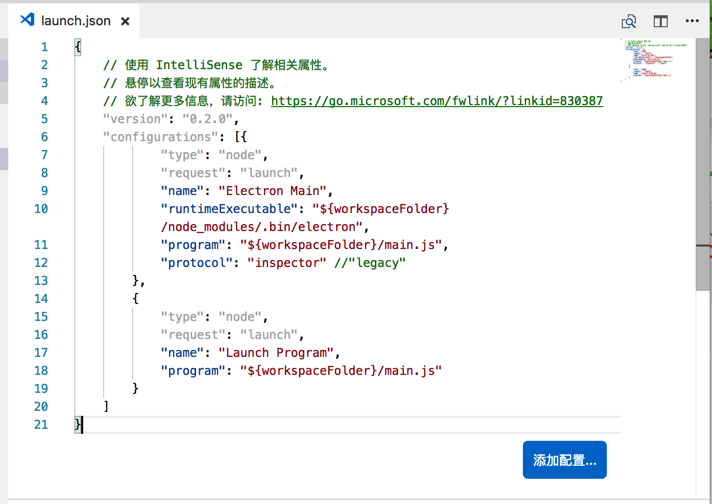 launch.json ×
1 {
2 // 使用 IntelliSense 了解相关属性。
3 // 悬停以查看现有属性的描述。
4 // 欲了解更多信息，请访问: https://go.microsoft.com/fwlink/?linkid=830387
5 "version": "0.2.0",
6 "configurations": [{
7 "type": "node",
8 "request": "launch",
9 "name": "Electron Main",
10 "runtimeExecutable": "${workspaceFolder}
/node_modules/.bin/electron",
11 "program": "${workspaceFolder}/main.js",
12 "protocol": "inspector" //"legacy"
13 },
14 {
15 "type": "node",
16 "request": "launch",
17 "name": "Launch Program",
18 "program": "${workspaceFolder}/main.js"
19 }
20 ]
21 }
添加配置...